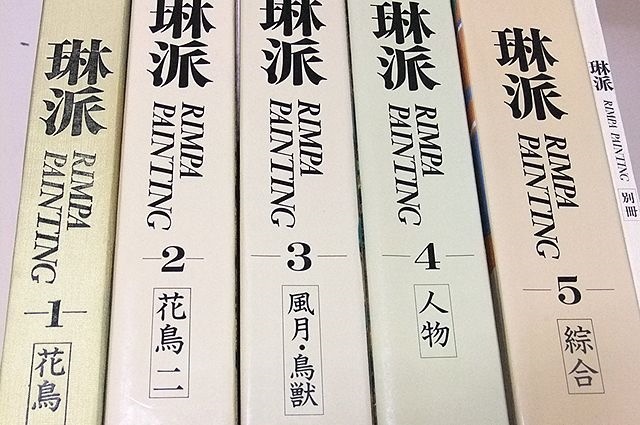 琳派
RIMPA
PAINTING
1
花鳥
琳派
RIMPA
PAINTING
2
花鳥二
琳派
RIMPA
PAINTING
3
風月・鳥獣
琳派
RIMPA
PAINTING
4
人物
琳派
RIMPA
PAINTING
5
綜合
琳派
RIMPA PAINTING
別冊